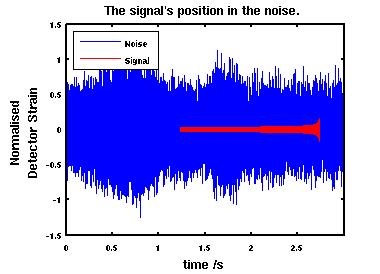 The signal's position in the noise.
Noise
Signal
Normalised
Detector Strain
1.5
1
0.5
0
-0.5
-1
-1.5
0
0.5
1
1.5
2
2.5
time /s